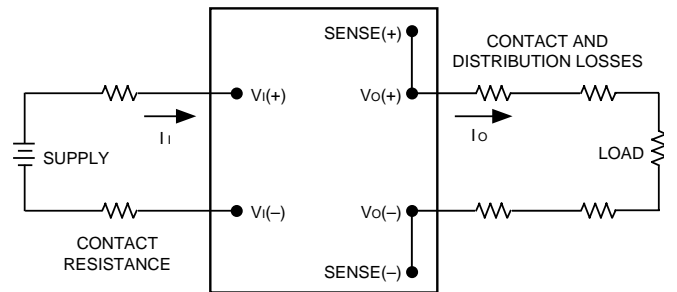 SENSE(+)
CONTACT AND
DISTRIBUTION LOSSES
VI(+)
VO(+)
II
IO
SUPPLY
LOAD
VI(–)
VO(–)
CONTACT
RESISTANCE
SENSE(–)